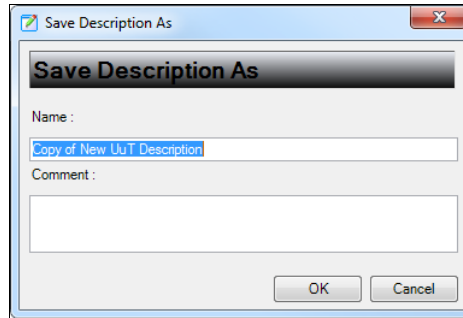 Save Description As
Save Description As
Name :
Copy of New UuT Description
Comment :
OK
Cancel